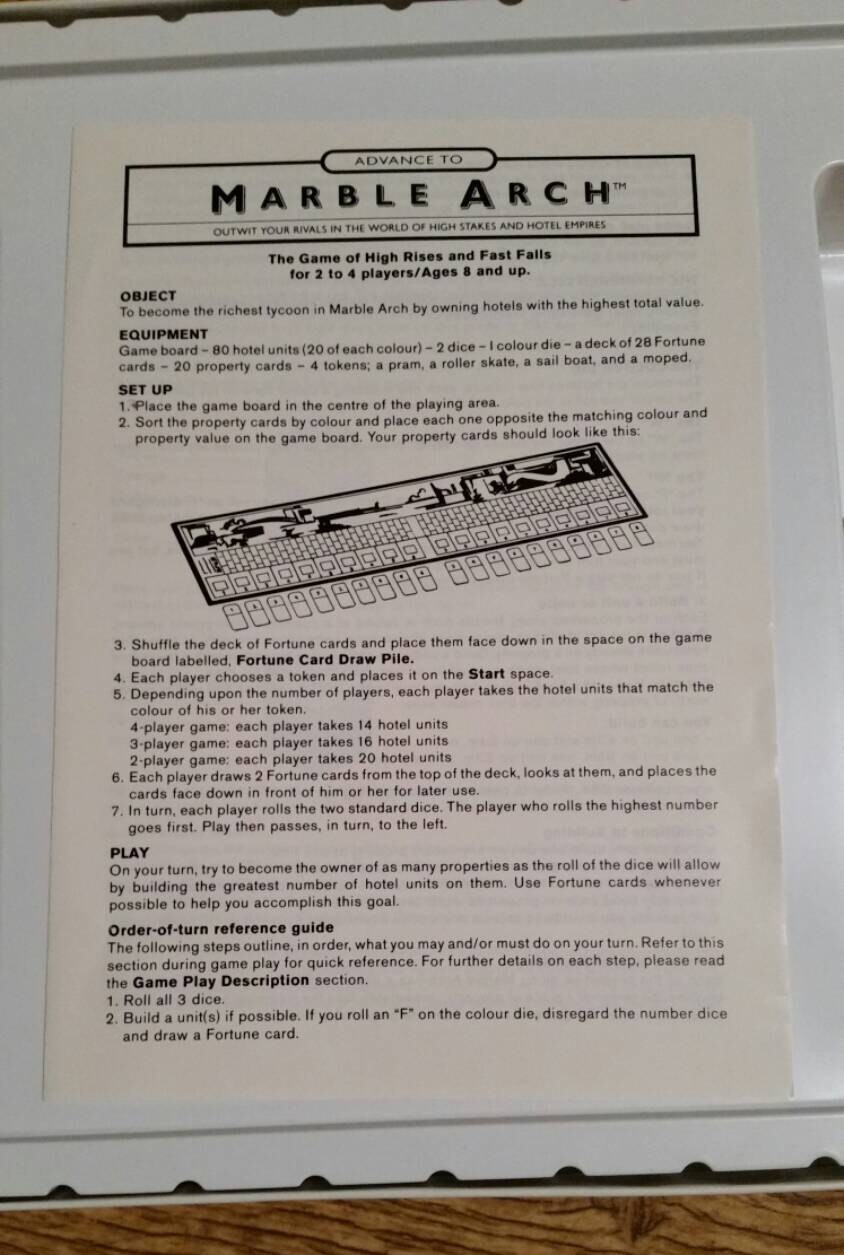 ADVANCE TO
MARBLE ARCH™
OUTWIT YOUR RIVALS IN THE WORLD OF HIGH STAKES AND HOTEL EMPIRES
The Game of High Rises and Fast Falls
for 2 to 4 players/Ages 8 and up.
OBJECT
To become the richest tycoon in Marble Arch by owning hotels with the highest total value.
EQUIPMENT
Game board – 80 hotel units (20 of each colour) – 2 dice – I colour die – a deck of 28 Fortune
cards – 20 property cards – 4 tokens; a pram, a roller skate, a sail boat, and a moped.
SET UP
1. Place the game board in the centre of the playing area.
2. Sort the property cards by colour and place each one opposite the matching colour and
property value on the game board. Your property cards should look like this:
3. Shuffle the deck of Fortune cards and place them face down in the space on the game
board labelled, Fortune Card Draw Pile.
4. Each player chooses a token and places it on the Start space.
5. Depending upon the number of players, each player takes the hotel units that match the
colour of his or her token.
4-player game: each player takes 14 hotel units
3-player game: each player takes 16 hotel units
2-player game: each player takes 20 hotel units
6. Each player draws 2 Fortune cards from the top of the deck, looks at them, and places the
cards face down in front of him or her for later use.
7. In turn, each player rolls the two standard dice. The player who rolls the highest number
goes first. Play then passes, in turn, to the left.
PLAY
On your turn, try to become the owner of as many properties as the roll of the dice will allow
by building the greatest number of hotel units on them. Use Fortune cards whenever
possible to help you accomplish this goal.
Order-of-turn reference guide
The following steps outline, in order, what you may and/or must do on your turn. Refer to this
section during game play for quick reference. For further details on each step, please read
the Game Play Description section.
1. Roll all 3 dice.
2. Build a unit(s) if possible. If you roll an "F" on the colour die, disregard the number dice
and draw a Fortune card.